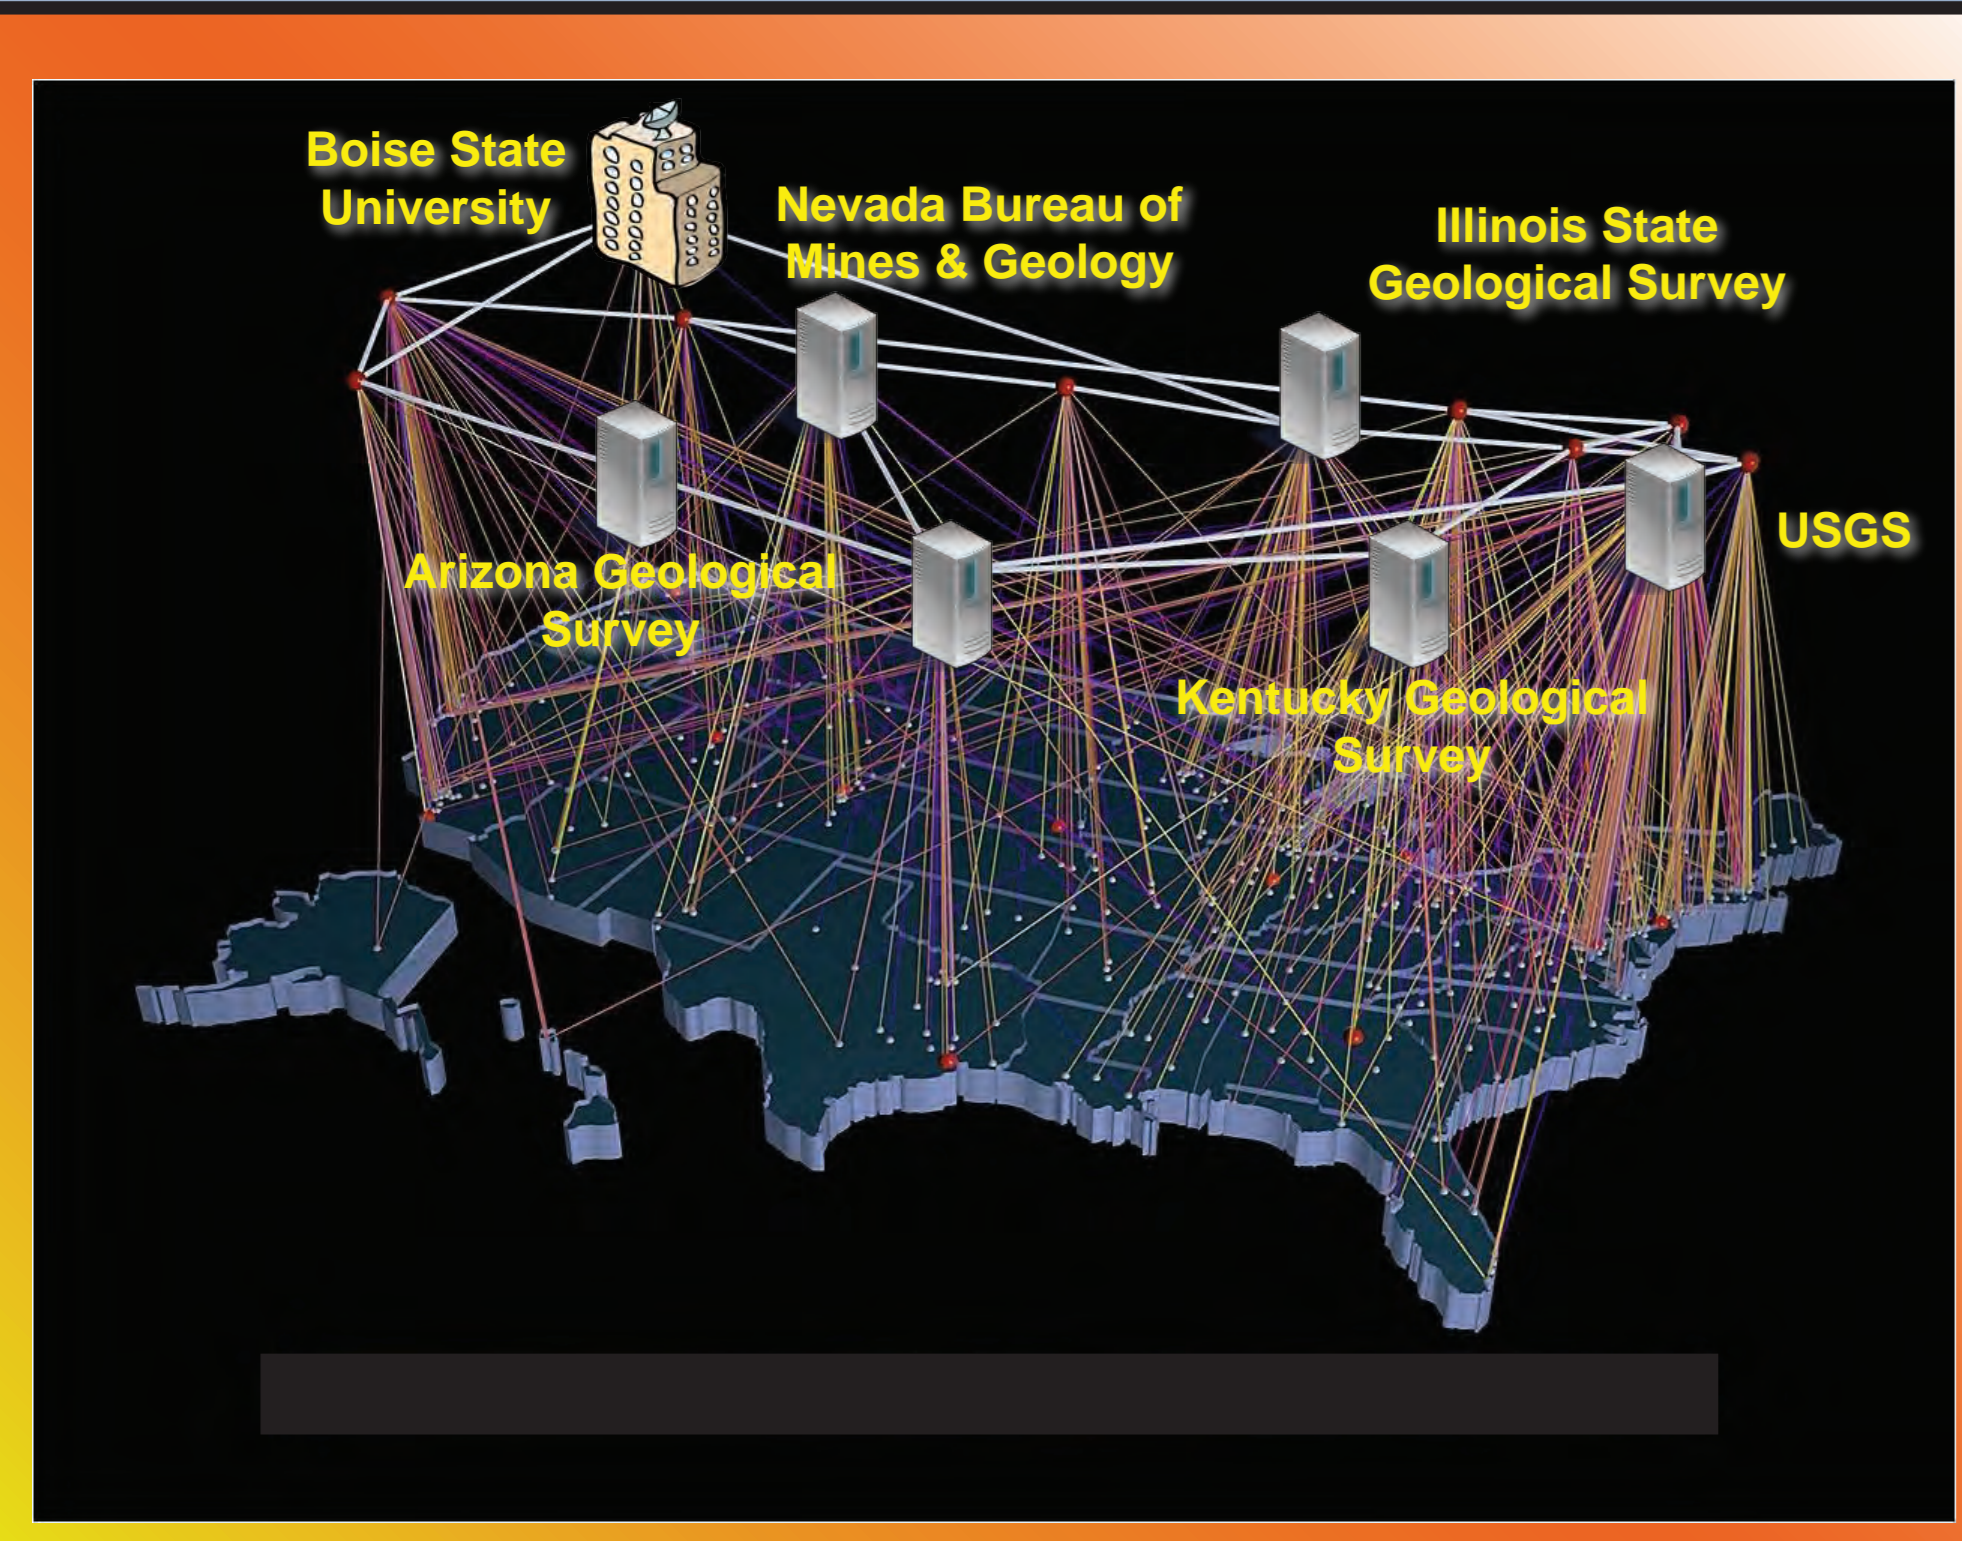 Boise State
University
Nevada Bureau of
Mines & Geology
Illinois State
Geological Survey
USGS
Arizona Geological
Survey
Kentucky Geological
Survey